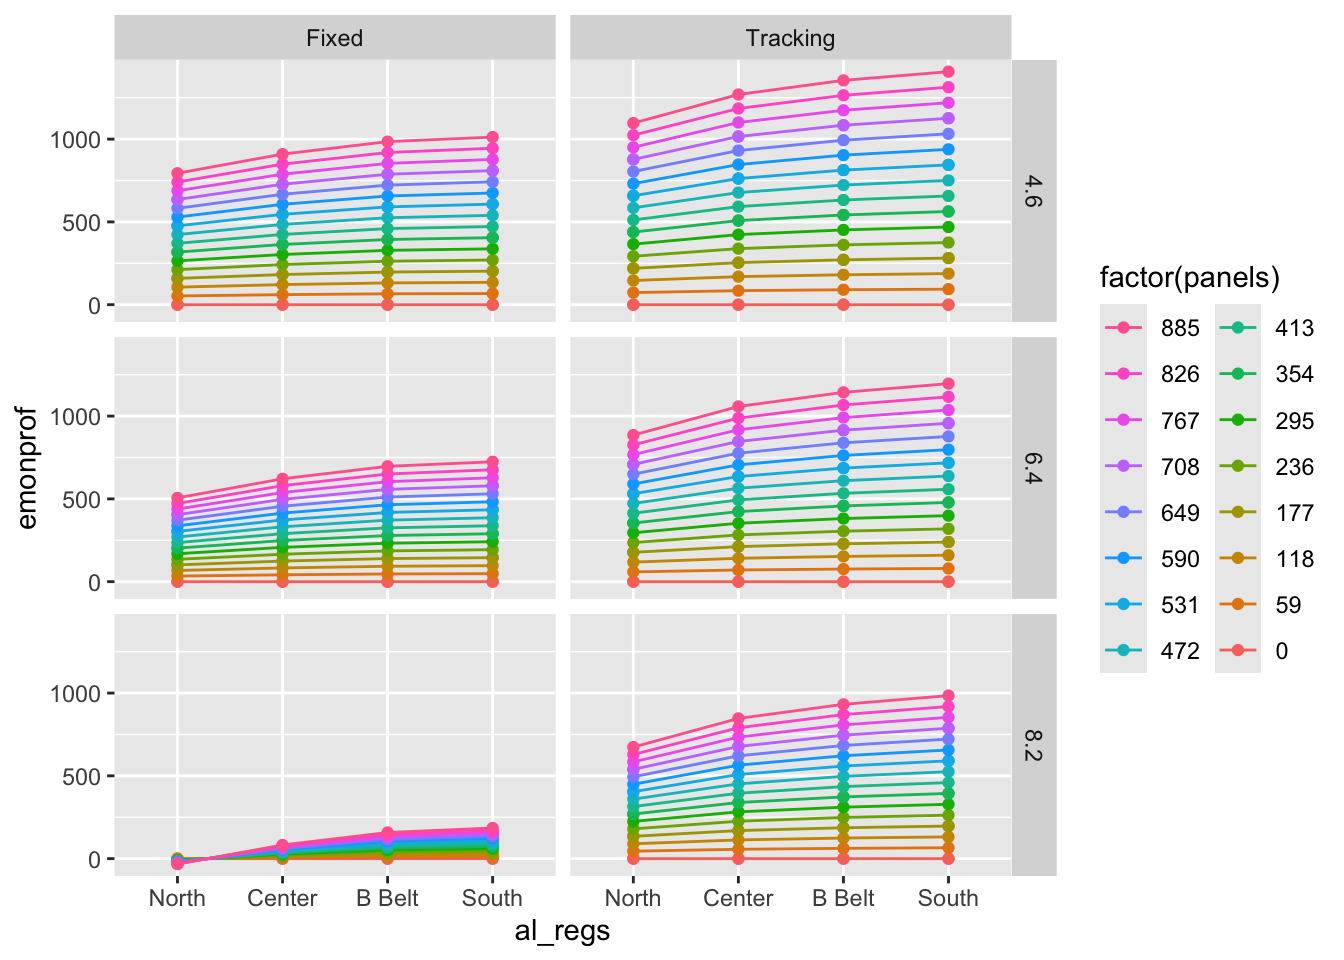 Fixed
Tracking
1000
500
0
4.6
1000
500
0
6.4
1000
500
0
8.2
North Center B Belt South
North Center B Belt South
al_regs
emonprof
factor(panels)
885 413
826 354
767 295
708 236
649 177
590 118
531 59
472 0